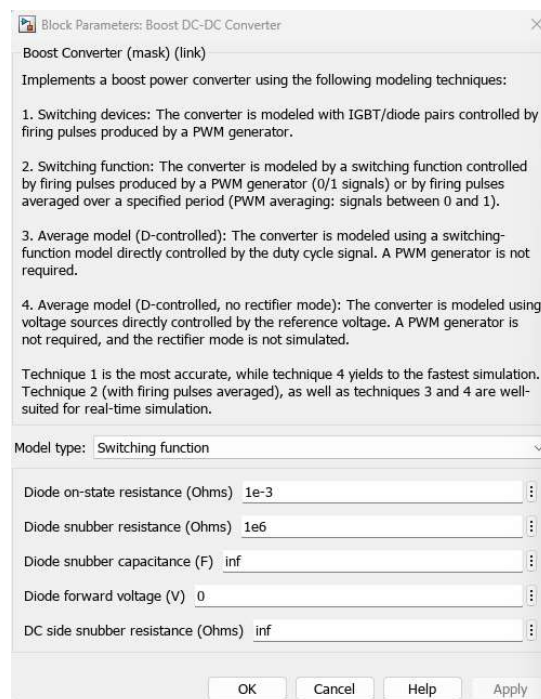 Block Parameters: Boost DC-DC Converter
Boost Converter (mask) (link)
Implements a boost power converter using the following modeling techniques:
1. Switching devices: The converter is modeled with IGBT/diode pairs controlled by
firing pulses produced by a PWM generator.
2. Switching function: The converter is modeled by a switching function controlled
by firing pulses produced by a PWM generator (0/1 signals) or by firing pulses
averaged over a specified period (PWM averaging: signals between 0 and 1).
3. Average model (D-controlled): The converter is modeled using a switching-
function model directly controlled by the duty cycle signal. A PWM generator is not
required.
4. Average model (D-controlled, no rectifier mode): The converter is modeled using
voltage sources directly controlled by the reference voltage. A PWM generator is
not required, and the rectifier mode is not simulated.
Technique 1 is the most accurate, while technique 4 yields to the fastest simulation.
Technique 2 (with firing pulses averaged), as well as techniques 3 and 4 are well-
suited for real-time simulation.
Model type: Switching function
Diode on-state resistance (Ohms) 1e-3
Diode snubber resistance (Ohms) 1e6
Diode snubber capacitance (F) inf
Diode forward voltage (V) 0
DC side snubber resistance (Ohms) inf
OK Cancel Help Apply